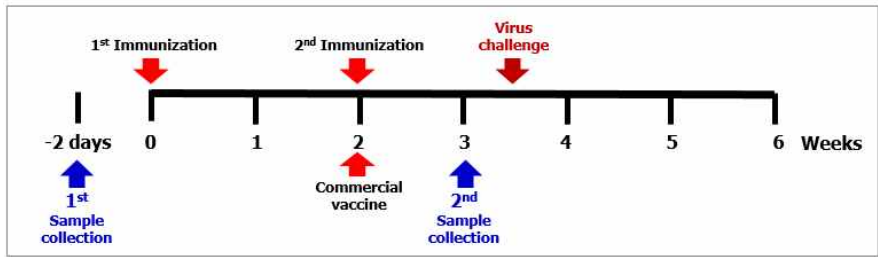 1st Immunization
2nd Immunization
Virus
challenge
-2 days 0 1 2 3 4 5 6 Weeks
1st
Sample
collection
Commercial
vaccine
2nd
Sample
collection